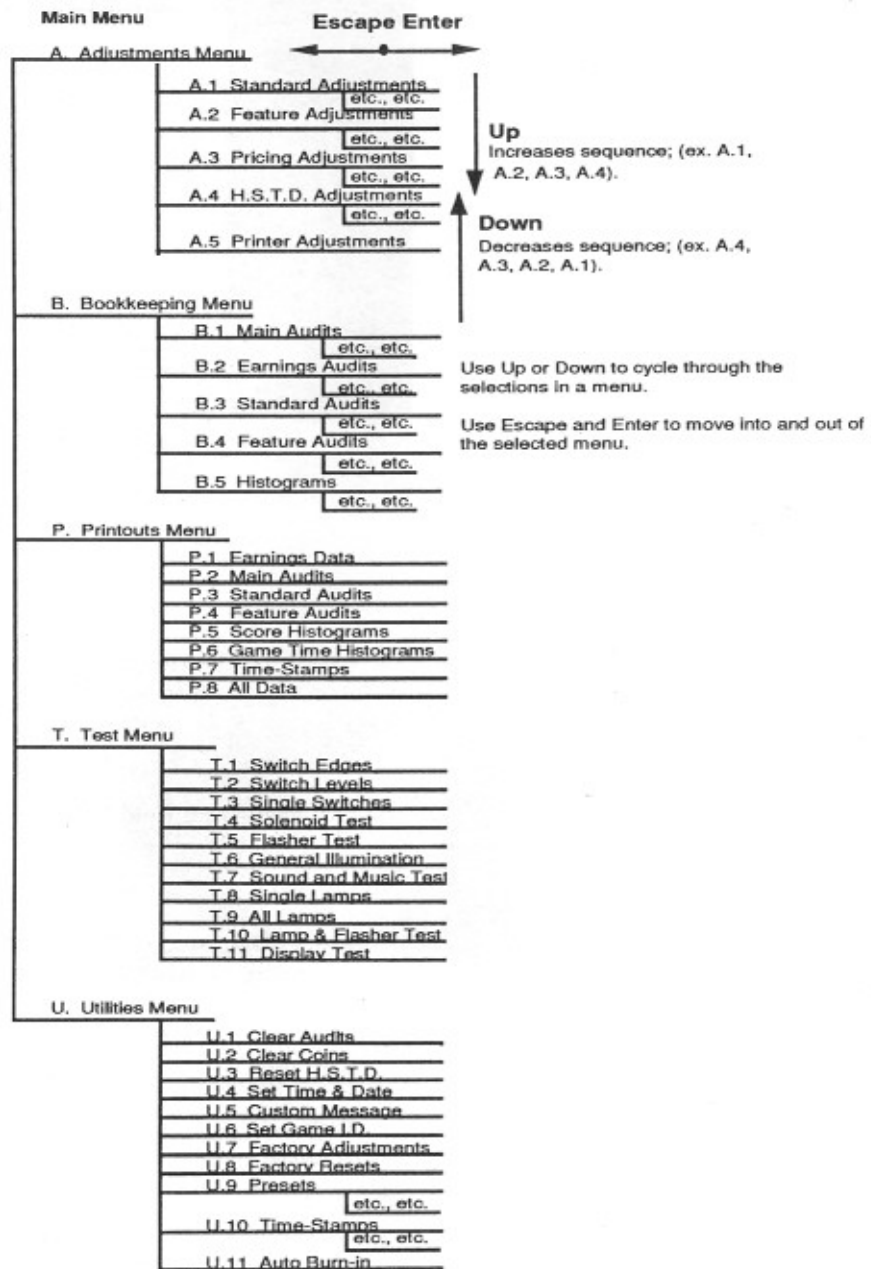 Main Menu
Escape Enter
A. Adjustments Menu
A.1 Standard Adjustments
etc., etc.
A.2 Feature Adjustments
etc., etc.
A.3 Pricing Adjustments
etc., etc.
A.4 H.S.T.D. Adjustments
etc., etc.
A.5 Printer Adjustments
Up
Increases sequence; (ex. A.1,
A.2, A.3, A.4).
Down
Decreases sequence; (ex. A.4,
A.3, A.2, A.1).
B. Bookkeeping Menu
B.1 Main Audits
etc., etc.
B.2 Earnings Audits
etc., etc.
B.3 Standard Audits
etc., etc.
B.4 Feature Audits
etc., etc.
B.5 Histograms
etc., etc.
Use Up or Down to cycle through the
selections in a menu.
Use Escape and Enter to move into and out of
the selected menu.
P. Printouts Menu
P.1 Earnings Data
P.2 Main Audits
P.3 Standard Audits
P.4 Feature Audits
P.5 Score Histograms
P.6 Game Time Histograms
P.7 Time-Stamps
P.8 All Data
T. Test Menu
T.1 Switch Edges
T.2 Switch Levels
T.3 Single Switches
T.4 Solenoid Test
T.5 Flasher Test
T.6 General Illumination
T.7 Sound and Music Test
T.8 Single Lamps
T.9 All Lamps
T.10 Lamp & Flasher Test
T.11 Display Test
U. Utilities Menu
U.1 Clear Audits
U.2 Clear Coins
U.3 Reset H.S.T.D.
U.4 Set Time & Date
U.5 Custom Message
U.6 Set Game I.D.
U.7 Factory Adjustments
U.8 Factory Resets
U.9 Presets
etc., etc.
U.10 Time-Stamps
etc., etc.
U.11 Auto Burn-in